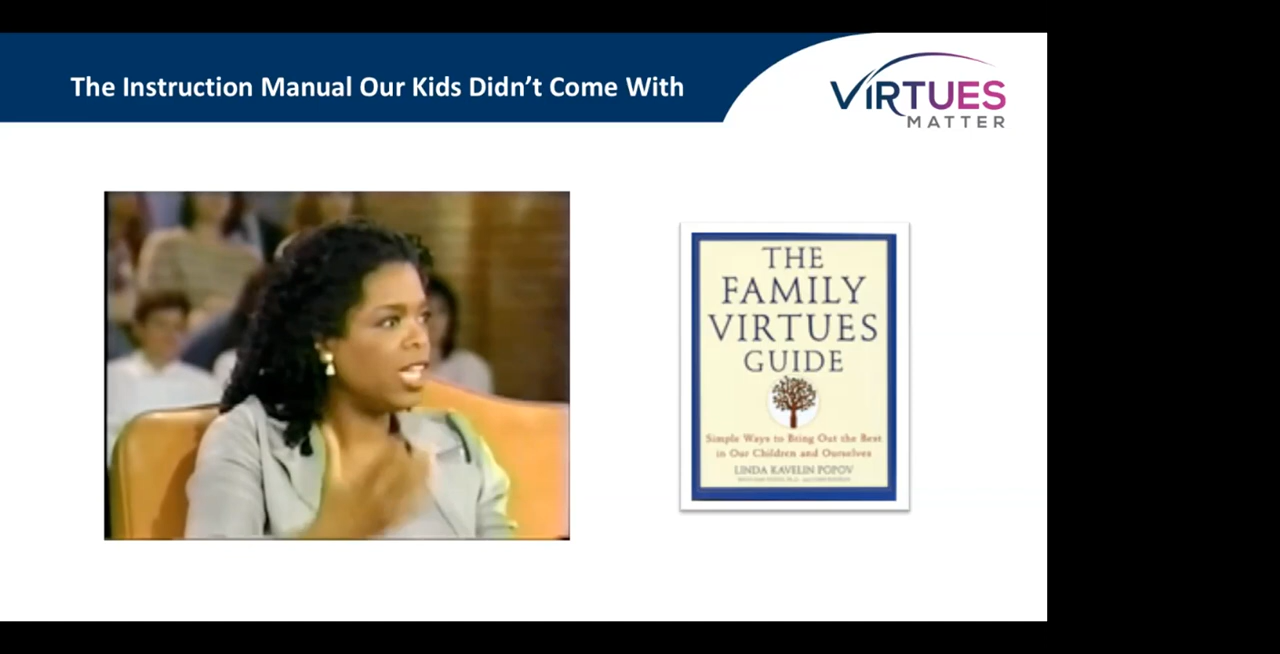 The Instruction Manual Our Kids Didn't Come With
VIRTUES
MATTER
THE
FAMILY
VIRTUES
GUIDE
Simple Ways to Bring Out the Best
in Our Children and Ourselves
LINDA KAVELIN POPOV